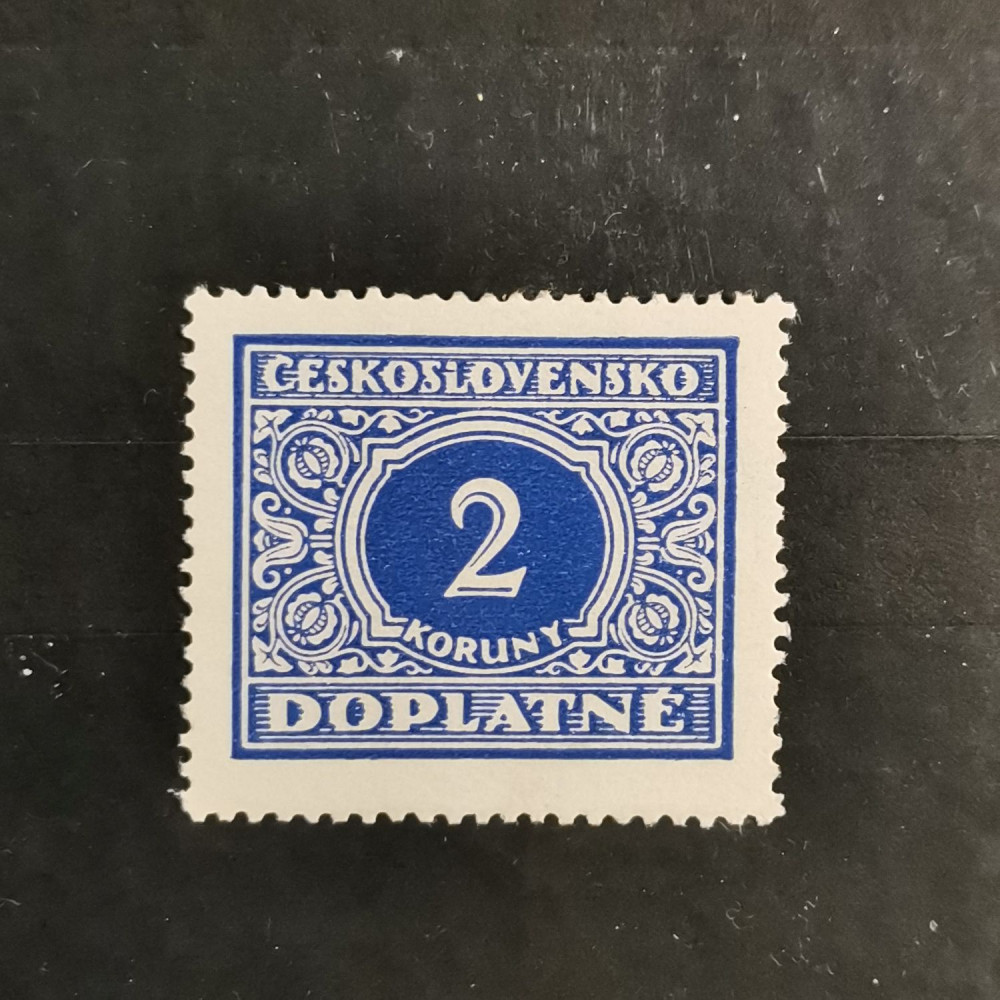 ČESKOSLOVENSKO
2
KORUNY
DOPLATNÉ